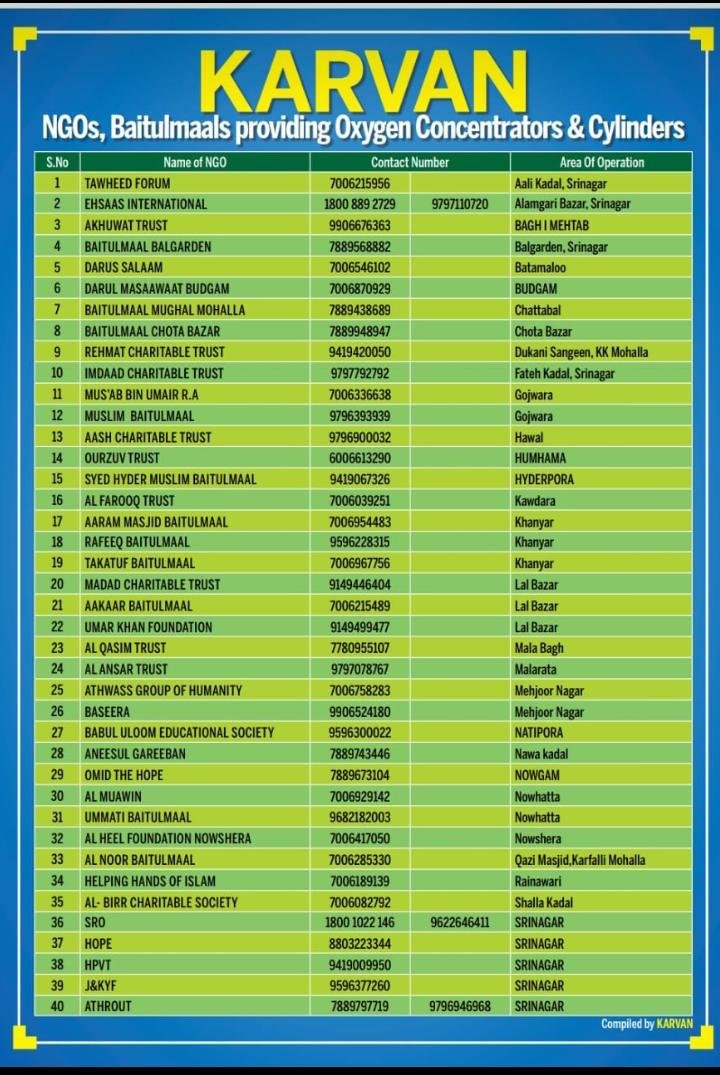 KARVAN
NGOs, Baitulmaals providing Oxygen Concentrators & Cylinders
S.No Name of NGO Contact Number Area Of Operation
1 TAWHEED FORUM 7006215956 Aali Kadal, Srinagar
2 EHSAAS INTERNATIONAL 1800 889 2729 9797110720 Alamgari Bazar, Srinagar
3 AKHUWAT TRUST 9906676363 BAGH I MEHTAB
4 BAITULMAAL BALGARDEN 7889568882 Balgarden, Srinagar
5 DARUS SALAAM 7006546102 Batamaloo
6 DARUL MASAAWAAT BUDGAM 7006870929 BUDGAM
7 BAITULMAAL MUGHAL MOHALLA 7889438689 Chattabal
8 BAITULMAAL CHOTA BAZAR 7889948947 Chota Bazar
9 REHMAT CHARITABLE TRUST 9419420050 Dukani Sangeen, KK Mohalla
10 IMDAAD CHARITABLE TRUST 9797792792 Fateh Kadal, Srinagar
11 MUS'AB BIN UMAIR R.A 7006336638 Gojwara
12 MUSLIM BAITULMAAL 9796393939 Gojwara
13 AASH CHARITABLE TRUST 9796900032 Hawal
14 OURZUV TRUST 6006613290 HUMHAMA
15 SYED HYDER MUSLIM BAITULMAAL 9419067326 HYDERPORA
16 AL FAROOQ TRUST 7006039251 Kawdara
17 AARAM MASJID BAITULMAAL 7006954483 Khanyar
18 RAFEEQ BAITULMAAL 9596228315 Khanyar
19 TAKATUF BAITULMAAL 7006967756 Khanyar
20 MADAD CHARITABLE TRUST 9149446404 Lal Bazar
21 AAKAAR BAITULMAAL 7006215489 Lal Bazar
22 UMAR KHAN FOUNDATION 9149499477 Lal Bazar
23 AL QASIM TRUST 7780955107 Mala Bagh
24 AL ANSAR TRUST 9797078767 Malarata
25 ATHWASS GROUP OF HUMANITY 7006758283 Mehjoor Nagar
26 BASEERA 9906524180 Mehjoor Nagar
27 BABUL ULOOM EDUCATIONAL SOCIETY 9596300022 NATIPORA
28 ANEESUL GAREEBAN 7889743446 Nawa kadal
29 OMID THE HOPE 7889673104 NOWGAM
30 AL MUAWIN 7006929142 Nowhatta
31 UMMATI BAITULMAAL 9682182003 Nowhatta
32 AL HEEL FOUNDATION NOWSHERA 7006417050 Nowshera
33 AL NOOR BAITULMAAL 7006285330 Qazi Masjid,Karfalli Mohalla
34 HELPING HANDS OF ISLAM 7006189139 Rainawari
35 AL- BIRR CHARITABLE SOCIETY 7006082792 Shalla Kadal
36 SRO 1800 1022 146 9622646411 SRINAGAR
37 HOPE 8803223344 SRINAGAR
38 HPVT 9419009950 SRINAGAR
39 J&KYF 9596377260 SRINAGAR
40 ATHROUT 7889797719 9796946968 SRINAGAR
Compiled by KARVAN